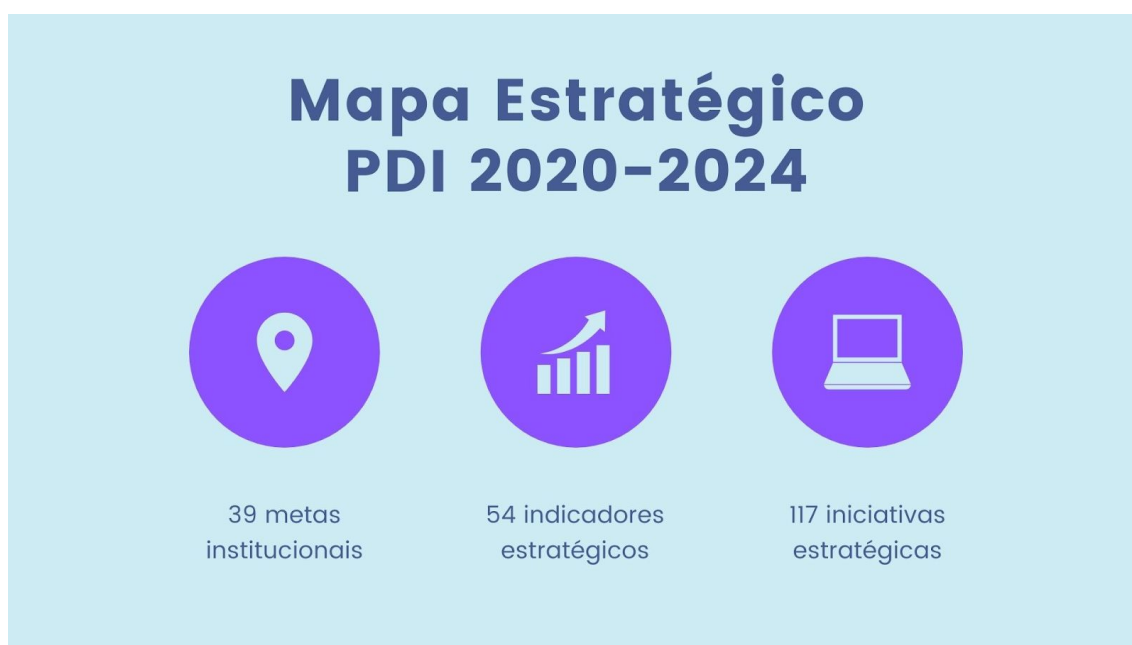 Mapa Estratégico
PDI 2020-2024
39 metas
institucionais
54 indicadores
estratégicos
117 iniciativas
estratégicas